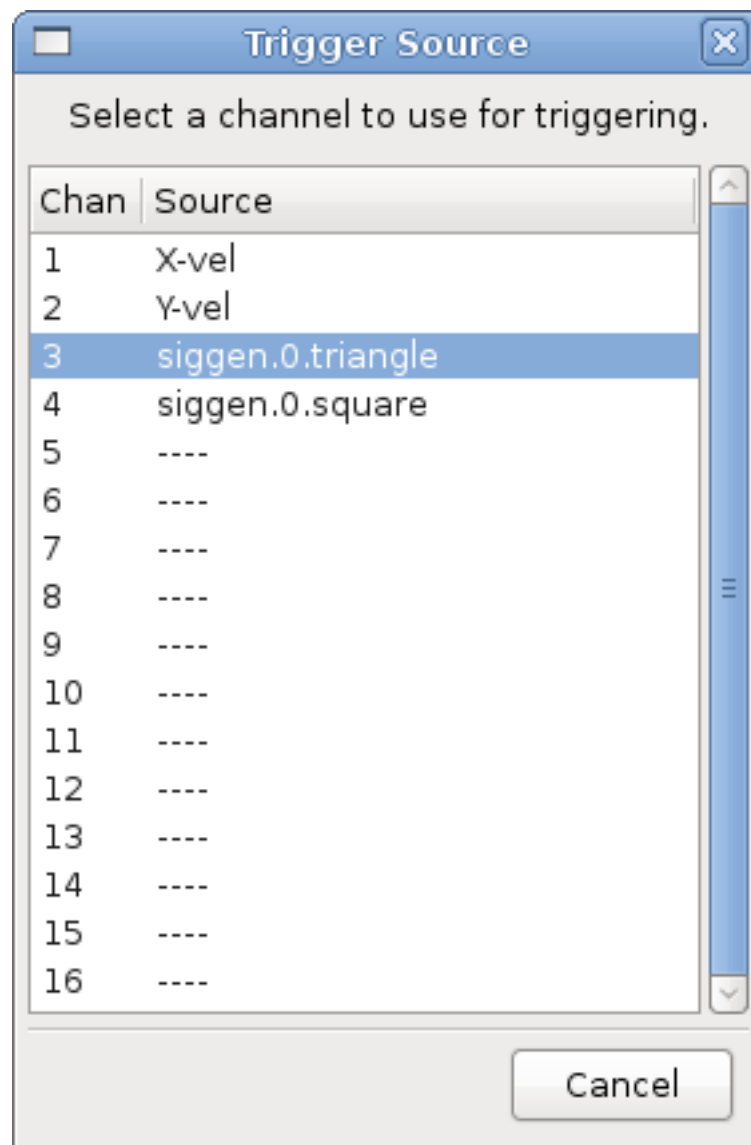 Trigger Source
Select a channel to use for triggering.
Chan Source
1 X-vel
2 Y-vel
3 siggen.0.triangle
4 siggen.0.square
5 ----
6 ----
7 ----
8 ----
9 ----
10 ----
11 ----
12 ----
13 ----
14 ----
15 ----
16 ----
Cancel